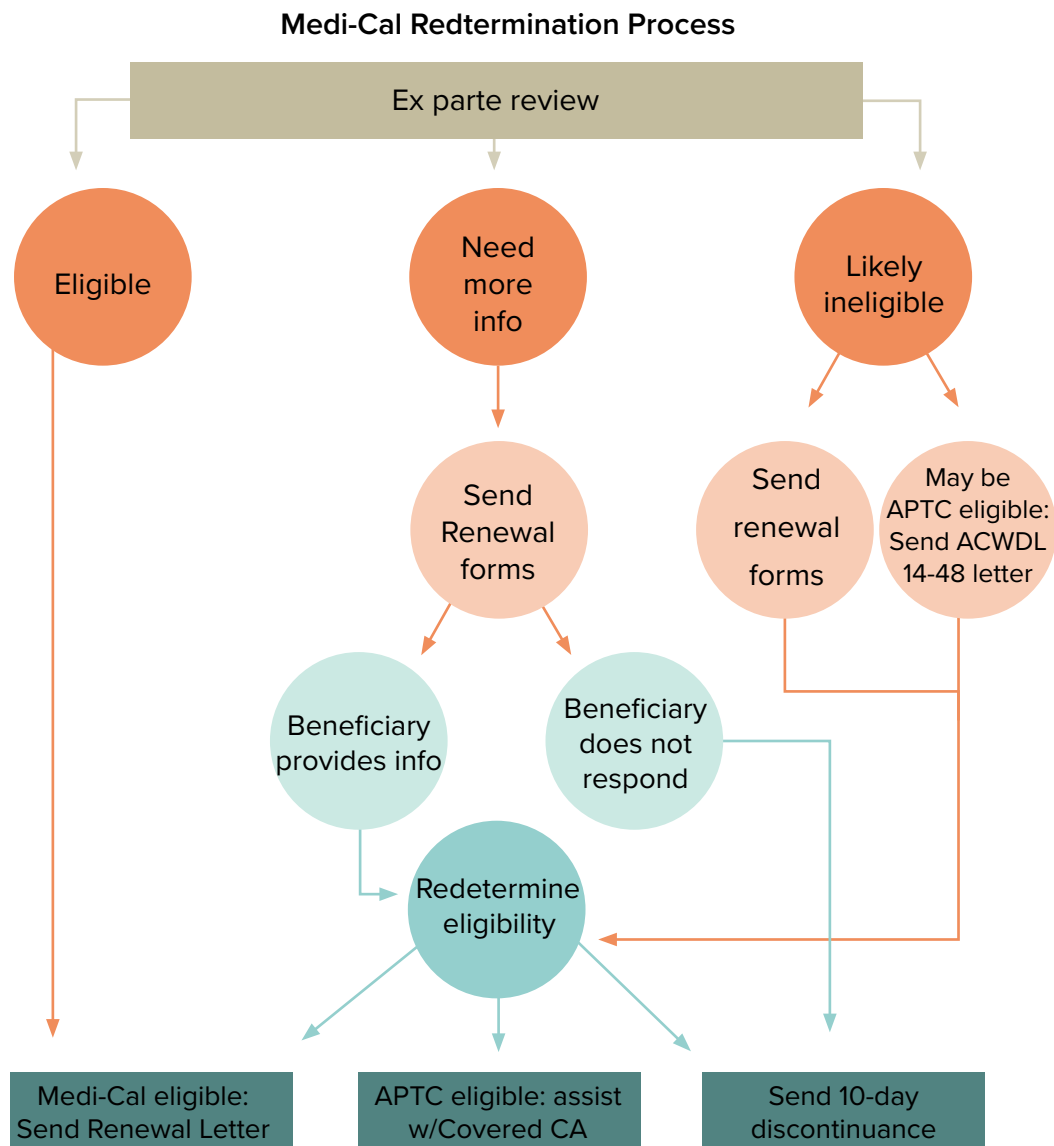 Medi-Cal Redtermination Process
Ex parte review
Eligible
Need
more
info
Likely
ineligible
Send
Renewal
forms
Send
renewal
forms
May be
APTC eligible:
Send ACWDL
14-48 letter
Beneficiary
provides info
Beneficiary
does not
respond
Redetermine
eligibility
Medi-Cal eligible:
Send Renewal Letter
APTC eligible: assist
w/Covered CA
Send 10-day
discontinuance